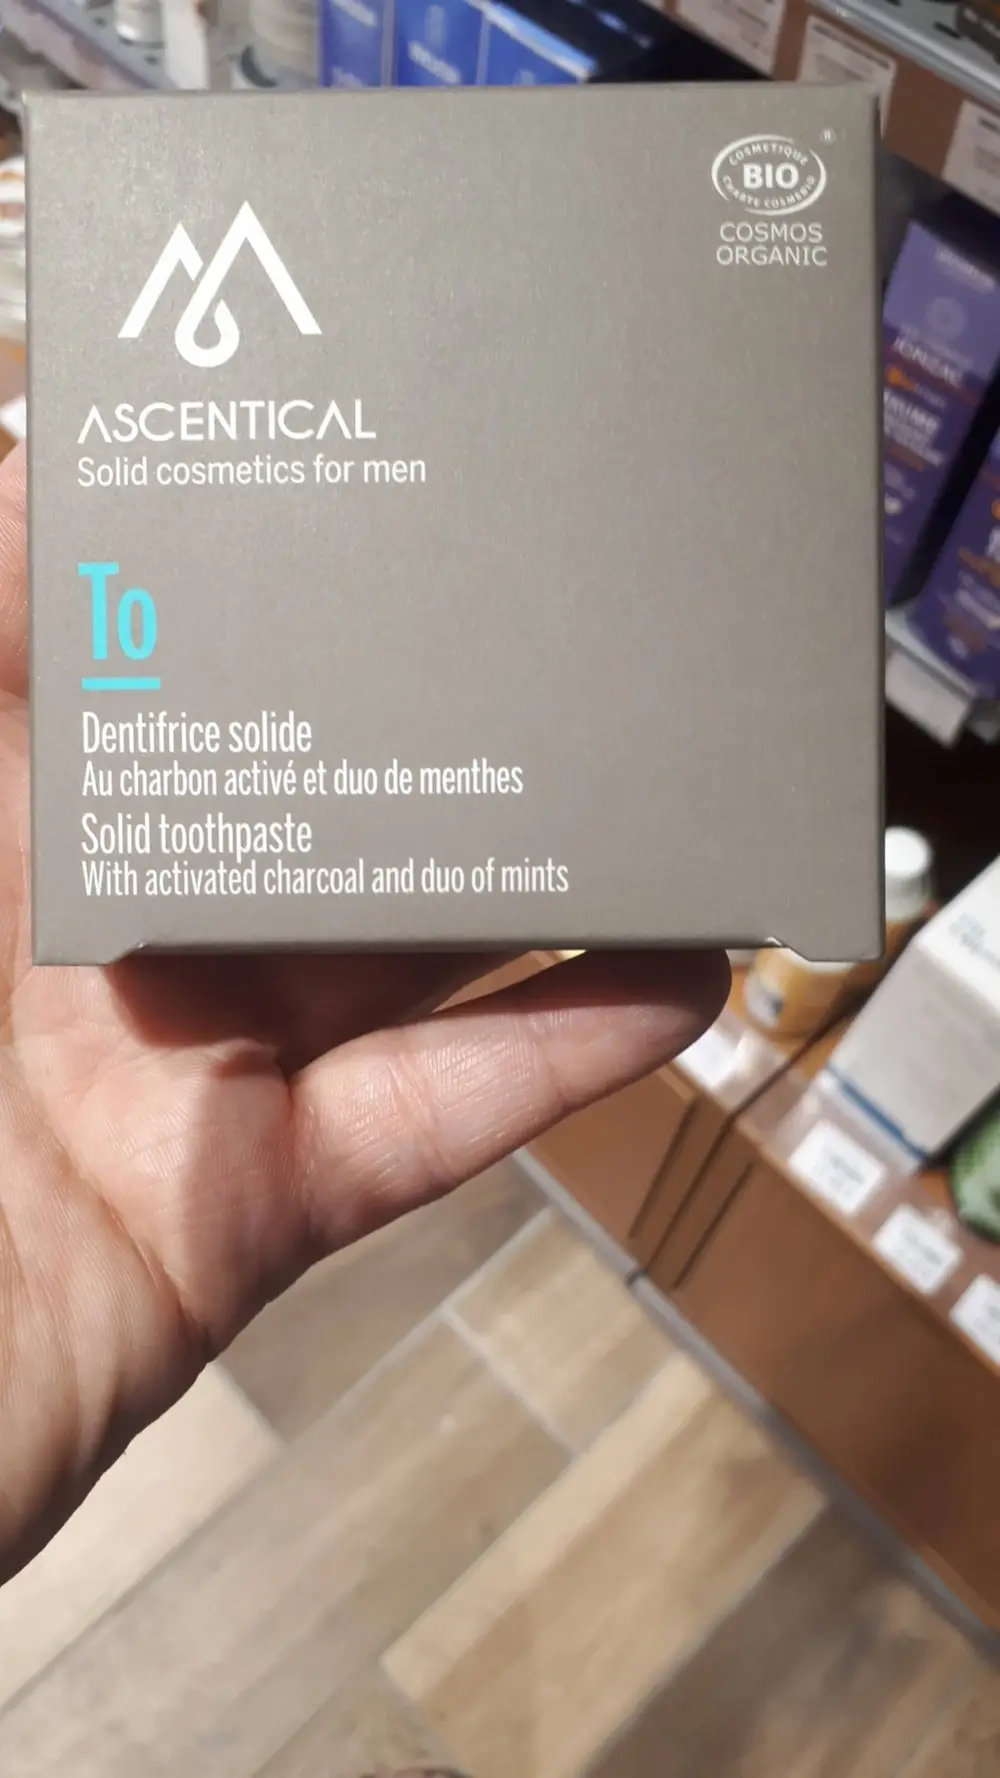 COSMETIQUE
BIO
CHARTE COSMEBIO
®
COSMOS
ORGANIC
ASCENTICAL
Solid cosmetics for men
To
Dentifrice solide
Au charbon activé et duo de menthes
Solid toothpaste
With activated charcoal and duo of mints